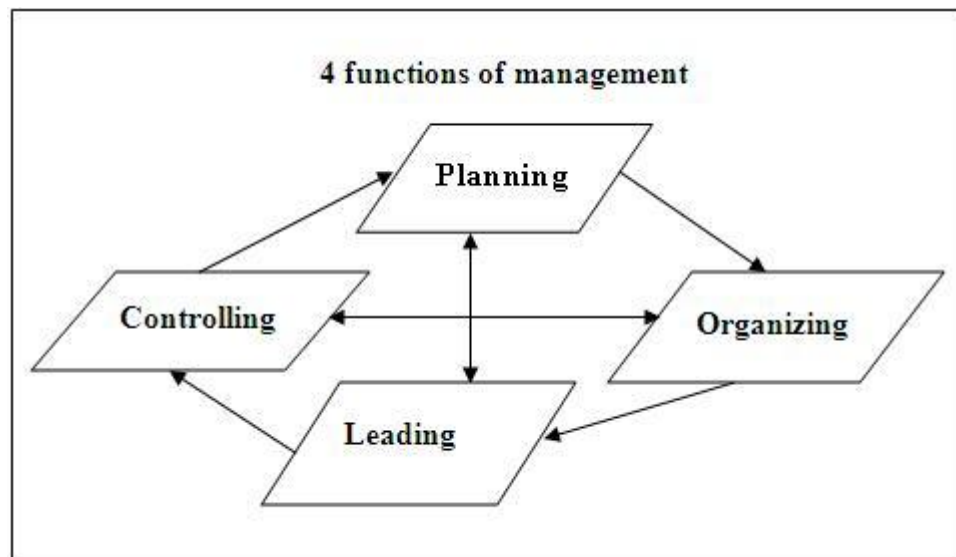 4 functions of management
Planning
Controlling
Organizing
Leading